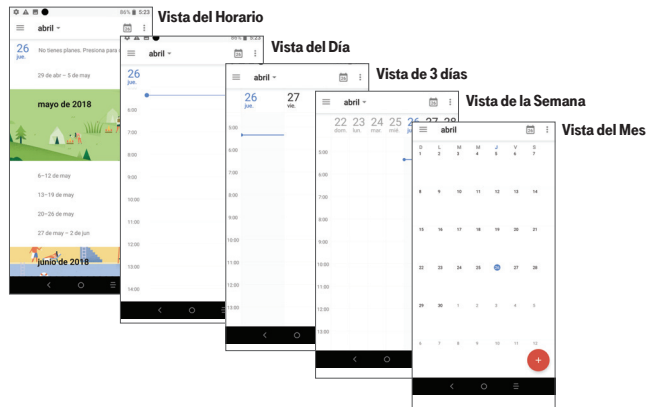 Vista del Horario
86% 5:23
abril
26 No tienes planes. Presiona para
jue.
29 de abr – 5 de may
mayo de 2018
6–12 de may
13–19 de may
20–26 de may
27 de may – 2 de jun
junio de 2018
Vista del Día
86% 5:23
abril
26
jue.
6:00
7:00
8:00
9:00
10:00
11:00
12:00
13:00
14:00
Vista de 3 días
abril
26 27
jue. vie.
5:00
6:00
7:00
8:00
9:00
10:00
11:00
12:00
13:00
Vista de la Semana
abril
22 23 24 25 26 27 28
dom. lun. mar. mié.
5:00
6:00
7:00
8:00
9:00
10:00
11:00
12:00
13:00
Vista del Mes
abril
D L M M J V S
1 2 3 4 5 6 7
8 9 10 11 12 13 14
15 16 17 18 19 20 21
22 23 24 25 26 27 28
29 30 1 2 3 4 5
6 7 8 9 10 11 12